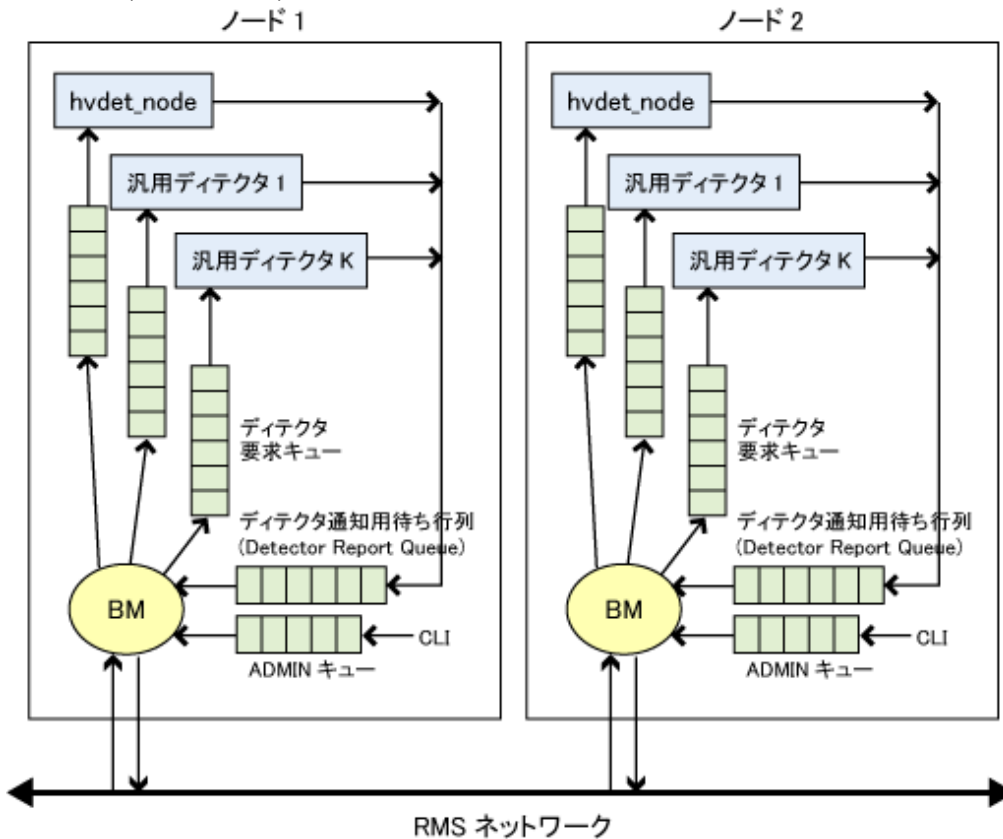 ノード 1
hvdet_node
汎用ディテクタ 1
汎用ディテクタ K
ディテクタ
要求キュー
ディテクタ通知用待ち行列
(Detector Report Queue)
BM
CLI
ADMIN キュー
ノード 2
hvdet_node
汎用ディテクタ 1
汎用ディテクタ K
ディテクタ
要求キュー
ディテクタ通知用待ち行列
(Detector Report Queue)
BM
CLI
ADMIN キュー
RMS ネットワーク